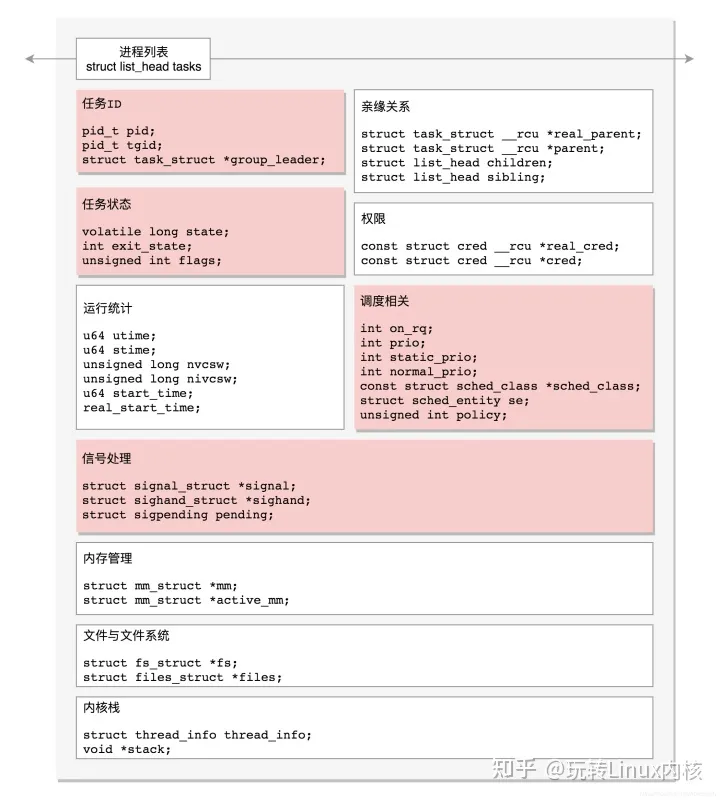 进程列表
struct list_head tasks
任务ID
pid_t pid;
pid_t tgid;
struct task_struct *group_leader;
亲缘关系
struct task_struct __rcu *real_parent;
struct task_struct __rcu *parent;
struct list_head children;
struct list_head sibling;
任务状态
volatile long state;
int exit_state;
unsigned int flags;
权限
const struct cred __rcu *real_cred;
const struct cred __rcu *cred;
运行统计
u64 utime;
u64 stime;
unsigned long nvcsw;
unsigned long nivcsw;
u64 start_time;
real_start_time;
调度相关
int on_rq;
int prio;
int static_prio;
int normal_prio;
const struct sched_class *sched_class;
struct sched_entity se;
unsigned int policy;
信号处理
struct signal_struct *signal;
struct sighand_struct *sighand;
struct sigpending pending;
内存管理
struct mm_struct *mm;
struct mm_struct *active_mm;
文件与文件系统
struct fs_struct *fs;
struct files_struct *files;
内核栈
struct thread_info thread_info;
void *stack;
知乎 @玩转Linux内核